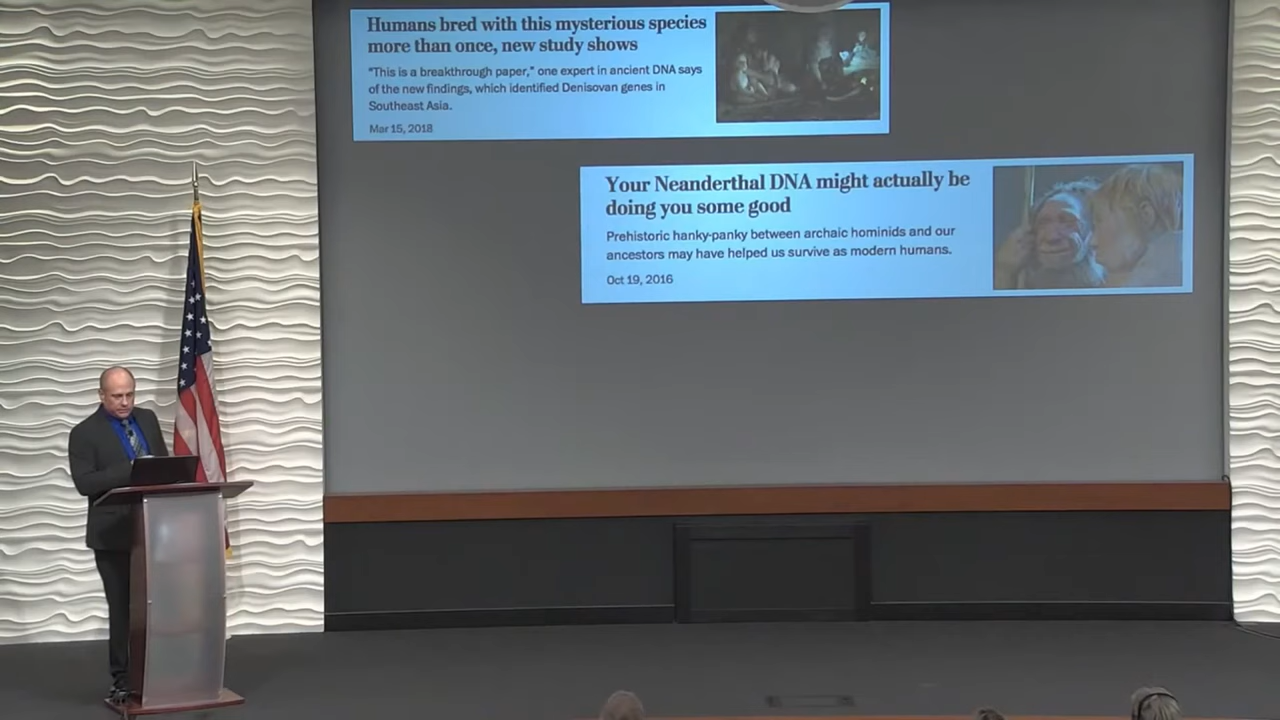 Humans bred with this mysterious species
more than once, new study shows
"This is a breakthrough paper," one expert in ancient DNA says
of the new findings, which identified Denisovan genes in
Southeast Asia.
Mar 15, 2018
Your Neanderthal DNA might actually be
doing you some good
Prehistoric hanky-panky between archaic hominids and our
ancestors may have helped us survive as modern humans.
Oct 19, 2016